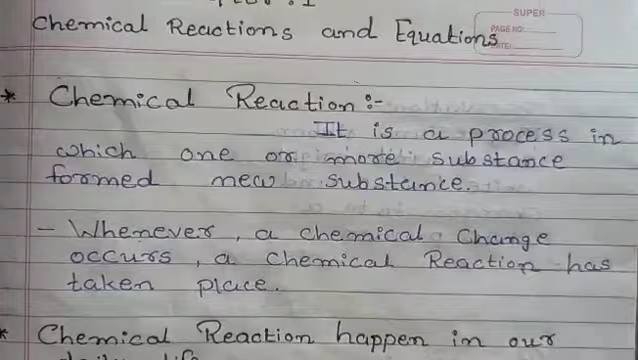 SUPER
PAGE NO:
DATE:
Chemical Reactions and Equations
* Chemical Reaction :-
It is a process in
which one or more substance
formed new substance.
- Whenever, a chemical Change
occurs, a Chemical Reaction has
taken place.
* Chemical Reaction happen in our